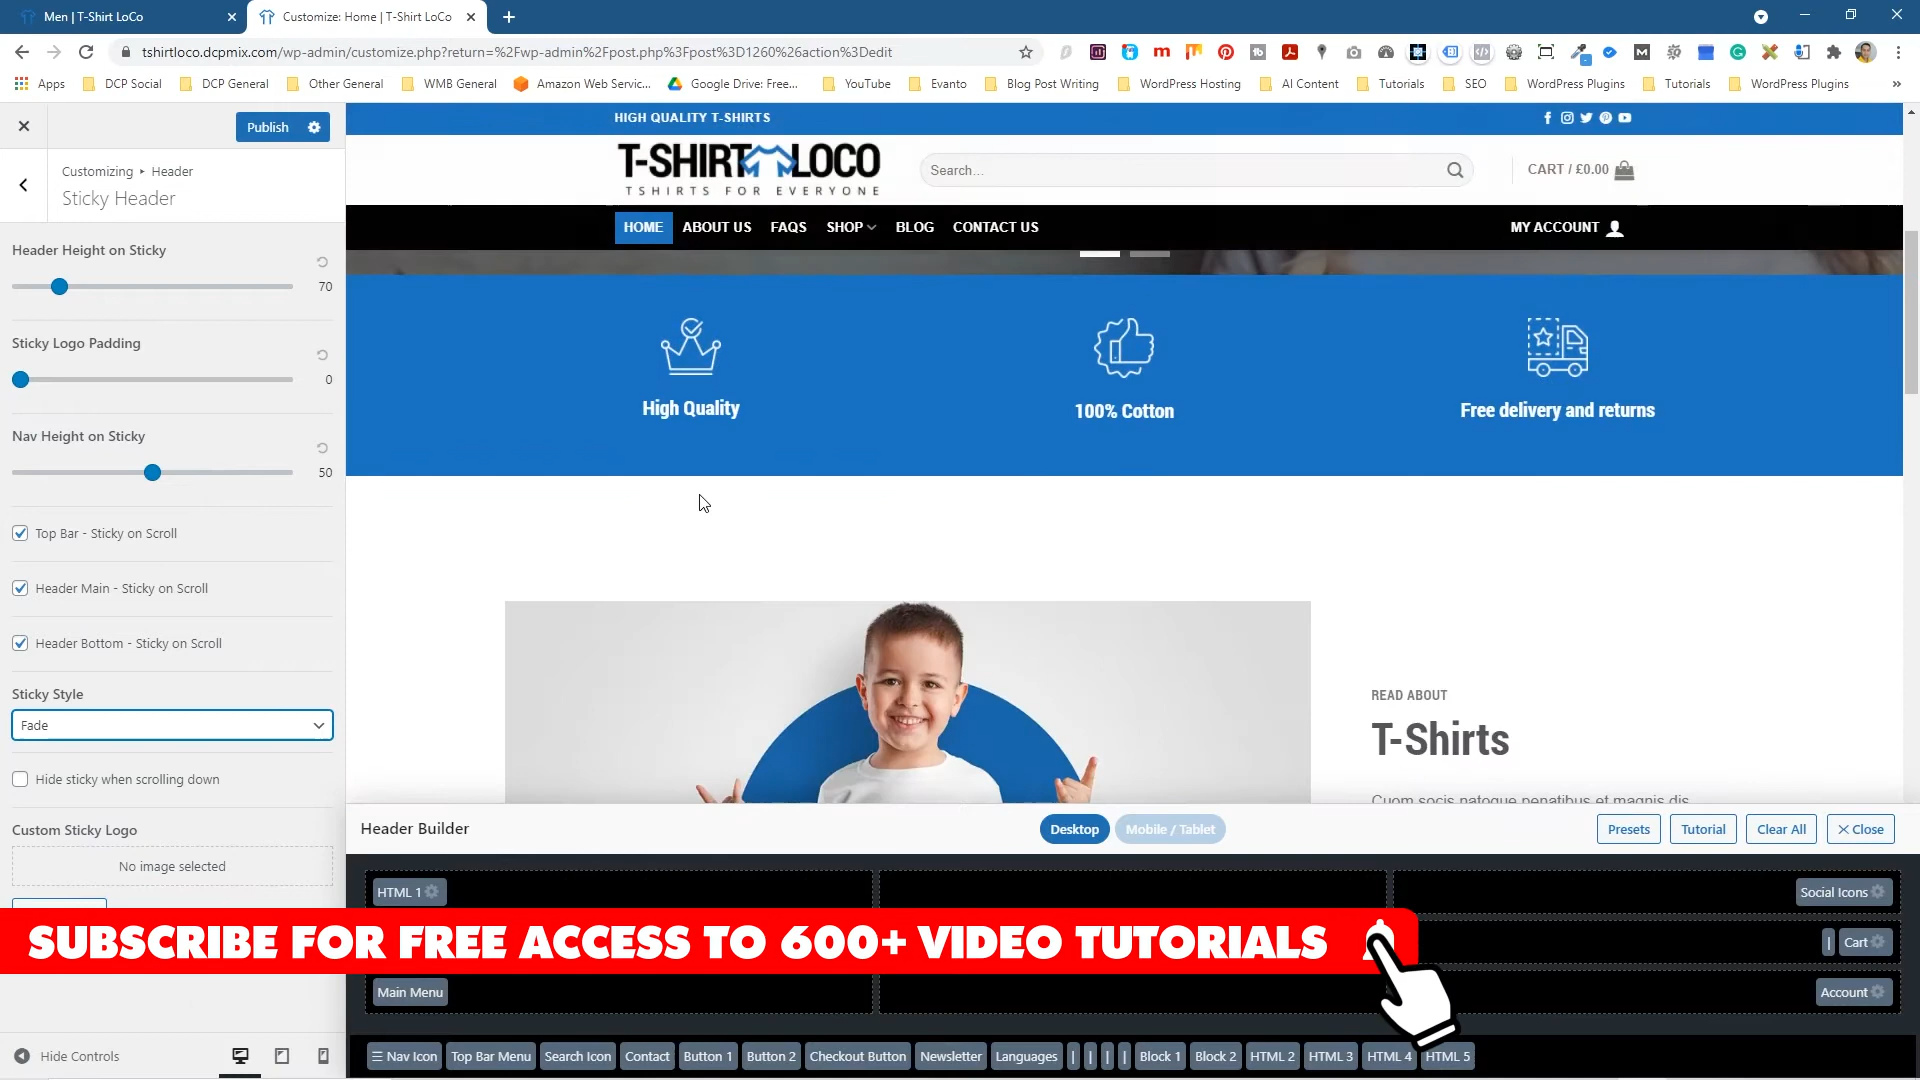 Men | T-Shirt LoCo
Customize: Home | T-Shirt LoCo
tshirtloco.dcpmix.com/wp-admin/customize.php?return=%2Fwp-admin%2Fpost.php%3Fpost%3D1260%26action%3Dedit
Apps
DCP Social
DCP General
Other General
WMB General
Amazon Web Servic...
Google Drive: Free...
YouTube
Evanto
Blog Post Writing
WordPress Hosting
AI Content
Tutorials
SEO
WordPress Plugins
Tutorials
WordPress Plugins
Publish
Customizing ▸ Header
Sticky Header
Header Height on Sticky
70
Sticky Logo Padding
0
Nav Height on Sticky
50
Top Bar - Sticky on Scroll
Header Main - Sticky on Scroll
Header Bottom - Sticky on Scroll
Sticky Style
Fade
Hide sticky when scrolling down
Custom Sticky Logo
No image selected
Hide Controls
HIGH QUALITY T-SHIRTS
T-SHIRT LOCO
TSHIRTS FOR EVERYONE
Search...
CART / £0.00
HOME ABOUT US FAQS SHOP BLOG CONTACT US
MY ACCOUNT
High Quality
100% Cotton
Free delivery and returns
READ ABOUT
T-Shirts
Cuom socis natoque penatibus et magnis dis
Header Builder
Desktop
Mobile / Tablet
Presets
Tutorial
Clear All
Close
HTML 1
Social Icons
SUBSCRIBE FOR FREE ACCESS TO 600+ VIDEO TUTORIALS
| Cart
Main Menu
Account
Nav Icon
Top Bar Menu
Search Icon
Contact
Button 1
Button 2
Checkout Button
Newsletter
Languages
|
|
|
|
Block 1
Block 2
HTML 2
HTML 3
HTML 4
HTML 5